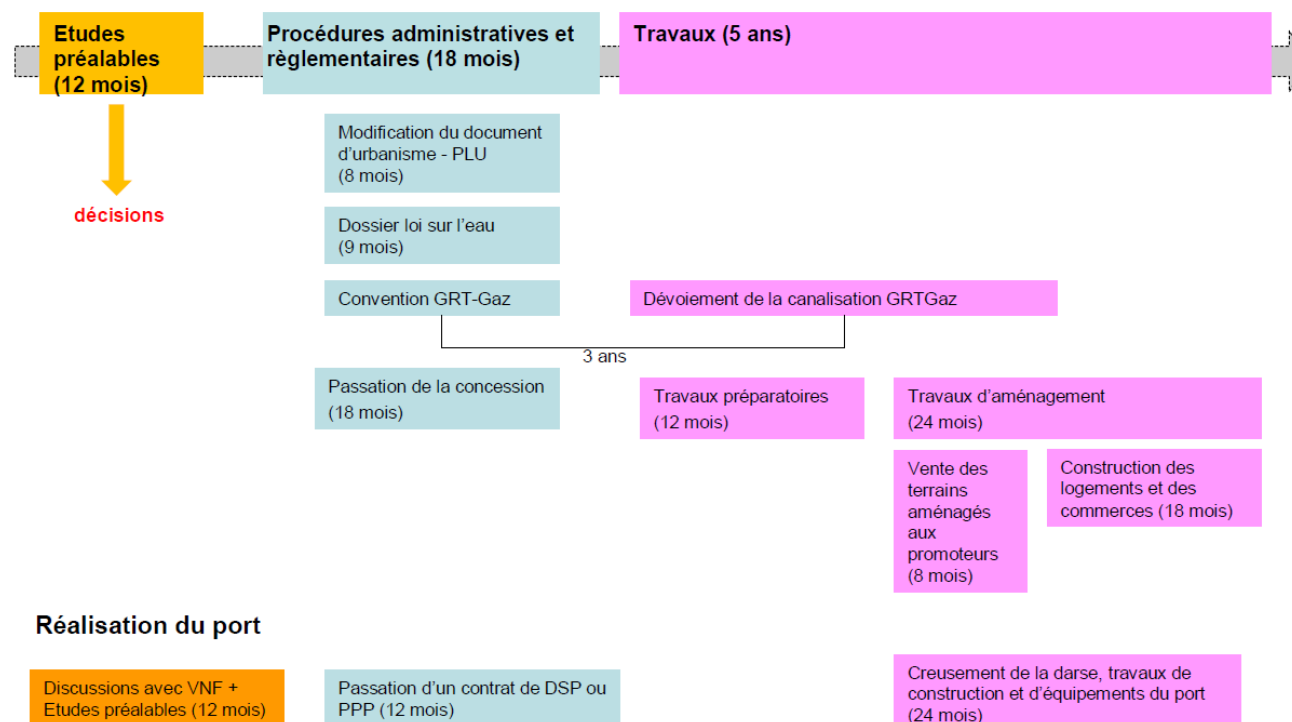 Etudes
préalables
(12 mois)
Procédures administratives et
règlementaires (18 mois)
Travaux (5 ans)
décisions
Modification du document
d'urbanisme - PLU
(8 mois)
Dossier loi sur l'eau
(9 mois)
Convention GRT-Gaz
Dévoiement de la canalisation GRTGaz
3 ans
Passation de la concession
(18 mois)
Travaux préparatoires
(12 mois)
Travaux d'aménagement
(24 mois)
Vente des
terrains
aménagés
aux
promoteurs
(8 mois)
Construction des
logements et des
commerces (18 mois)
Réalisation du port
Discussions avec VNF +
Etudes préalables (12 mois)
Passation d'un contrat de DSP ou
PPP (12 mois)
Creusement de la darse, travaux de
construction et d'équipements du port
(24 mois)